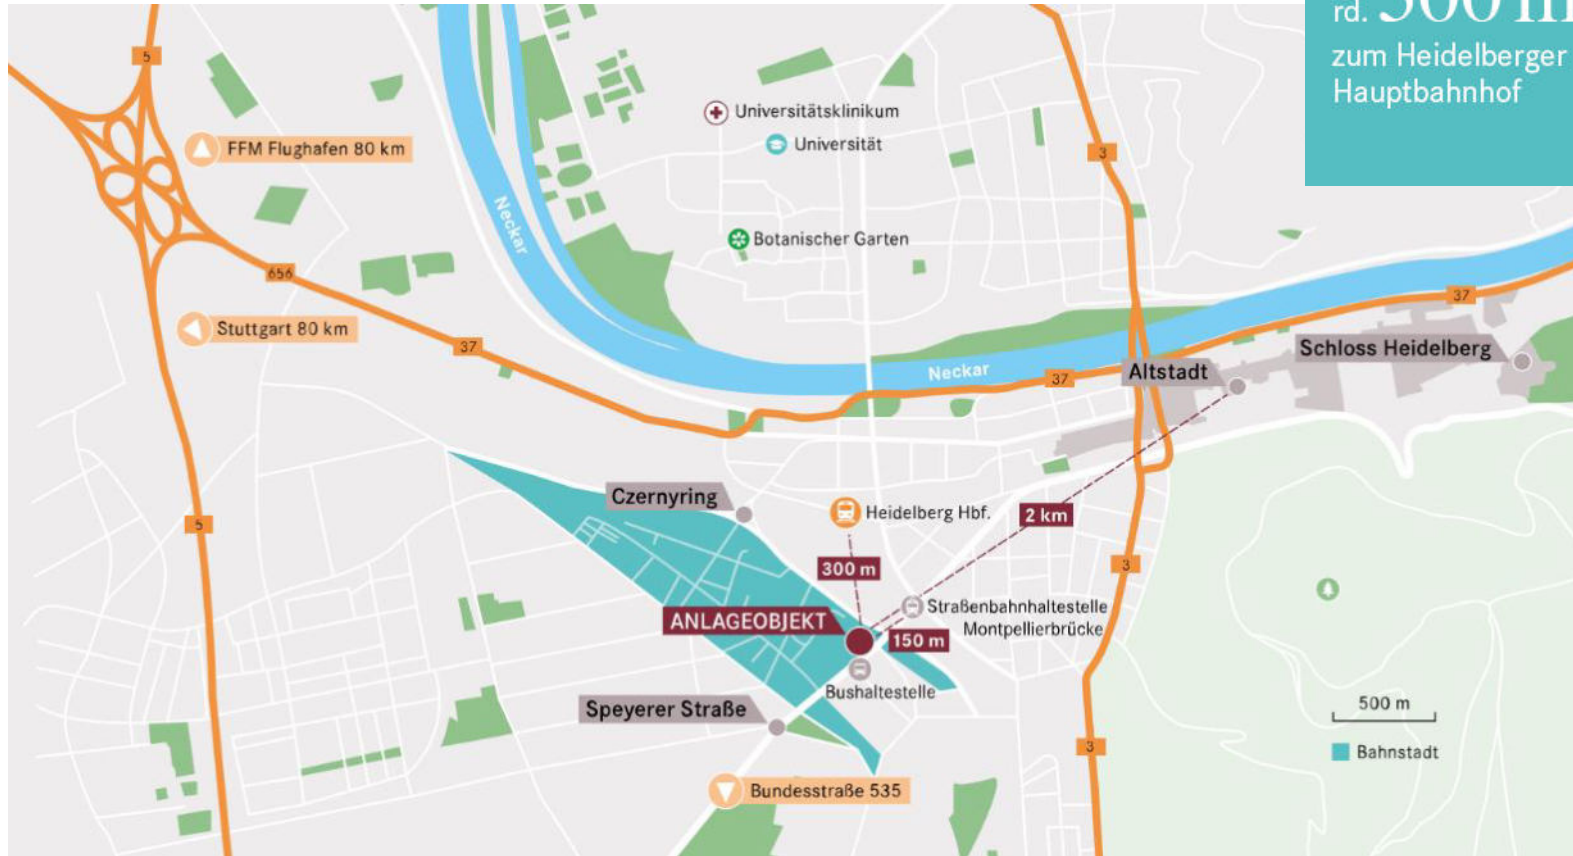 rd.
zum Heidelberger
Hauptbahnhof
5
FFM Flughafen 80 km
Universitätsklinikum
Universität
3
Neckar
Botanischer Garten
656
Stuttgart 80 km
37
37
Neckar
37
Altstadt
Schloss Heidelberg
Czernyring
Heidelberg Hbf.
2 km
5
300 m
3
ANLAGEOBJEKT
Straßenbahnhaltestelle
Montpellierbrücke
150 m
Bushaltestelle
Speyerer Straße
500 m
3
Bahnstadt
Bundesstraße 535